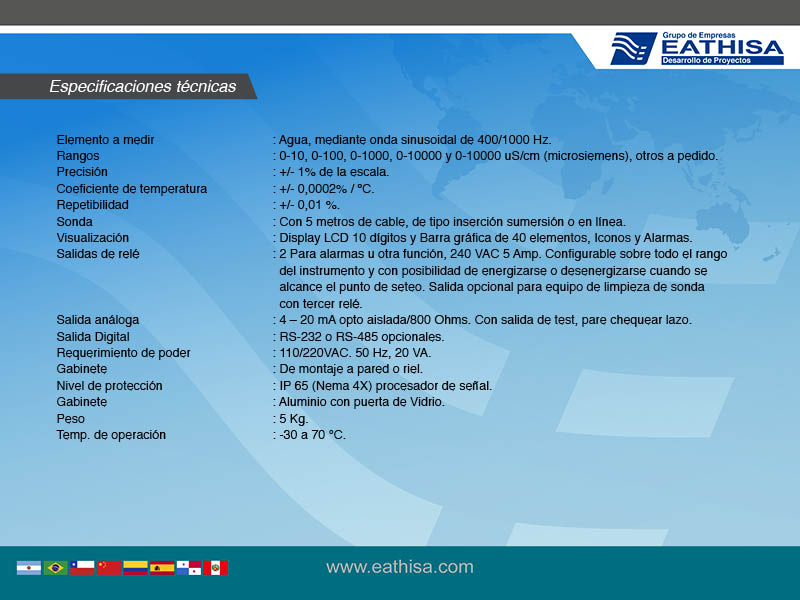 Grupo de Empresas
EATHISA
Desarrollo de Proyectos
Especificaciones técnicas
Elemento a medir : Agua, mediante onda sinusoidal de 400/1000 Hz.
Rangos : 0-10, 0-100, 0-1000, 0-10000 y 0-10000 uS/cm (microsiemens), otros a pedido.
Precisión : +/- 1% de la escala.
Coeficiente de temperatura : +/- 0,0002% / ºC.
Repetibilidad : +/- 0,01 %.
Sonda : Con 5 metros de cable, de tipo inserción sumersión o en línea.
Visualización : Display LCD 10 dígitos y Barra gráfica de 40 elementos, Iconos y Alarmas.
Salidas de relé : 2 Para alarmas u otra función, 240 VAC 5 Amp. Configurable sobre todo el rango
del instrumento y con posibilidad de energizarse o desenergizarse cuando se
alcance el punto de seteo. Salida opcional para equipo de limpieza de sonda
con tercer relé.
Salida análoga : 4 – 20 mA opto aislada/800 Ohms. Con salida de test, pare chequear lazo.
Salida Digital : RS-232 o RS-485 opcionales.
Requerimiento de poder : 110/220VAC. 50 Hz, 20 VA.
Gabinete : De montaje a pared o riel.
Nivel de protección : IP 65 (Nema 4X) procesador de señal.
Gabinete : Aluminio con puerta de Vidrio.
Peso : 5 Kg.
Temp. de operación : -30 a 70 ºC.
www.eathisa.com